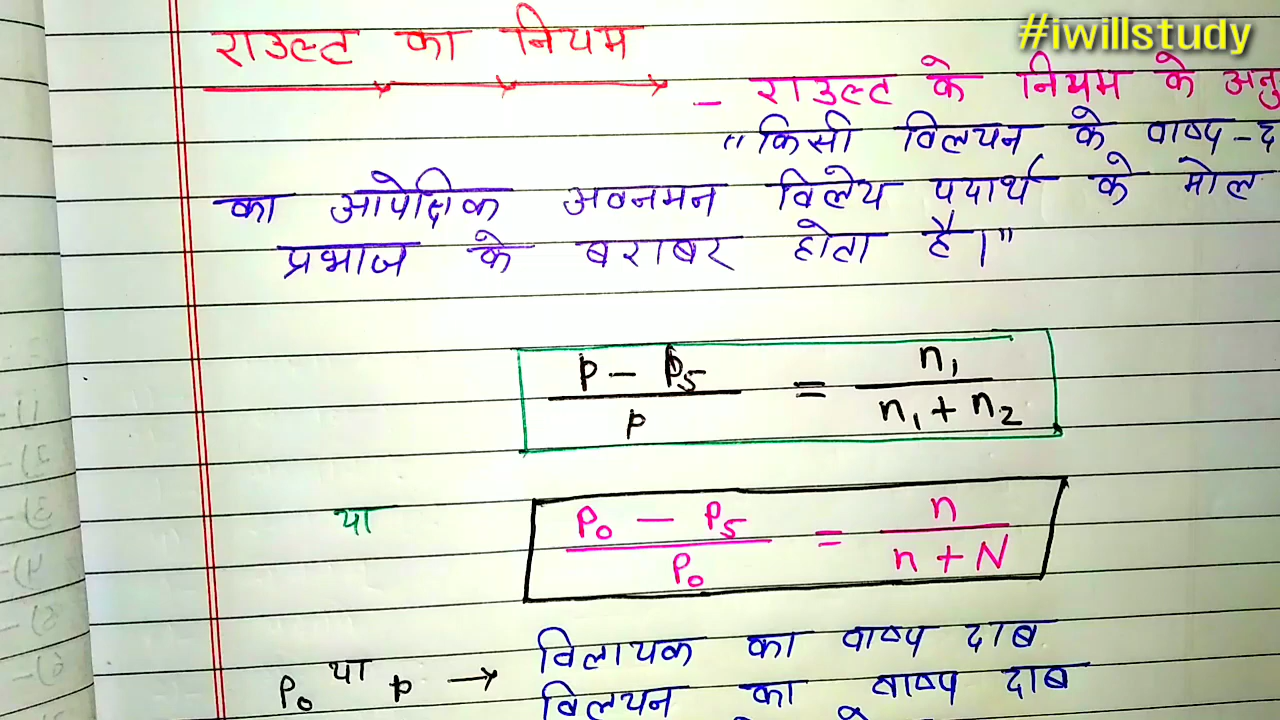 #iwillstudy
राउल्ट का नियम
- राउल्ट के नियम के अनु
"किसी विलयन के वाष्प-द
का आपेक्षिक अवनमन विलेय पदार्थ के मोल
प्रभाज के बराबर होता है।"
p - ps / p = n₁ / n₁ + n₂
या
P₀ - Ps / P₀ = n / n + N
P₀ या p → विलायक का वाष्प दाब
विलयन का वाष्प दाब